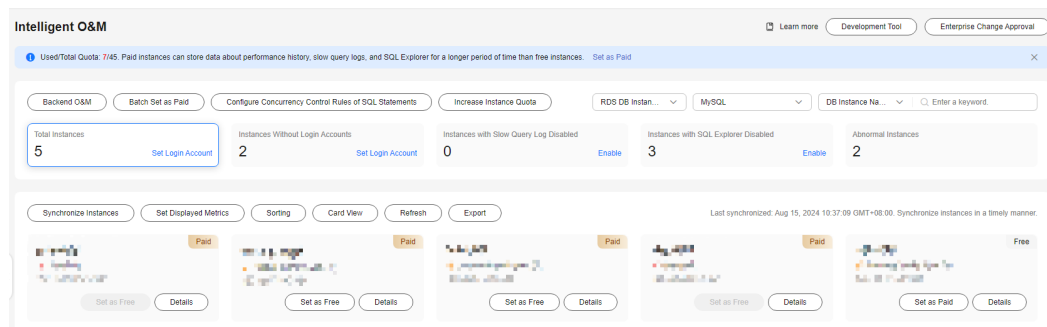 Intelligent O&M
Learn more
Development Tool
Enterprise Change Approval
Used/Total Quota: 7/45. Paid instances can store data about performance history, slow query logs, and SQL Explorer for a longer period of time than free instances. Set as Paid
Backend O&M
Batch Set as Paid
Configure Concurrency Control Rules of SQL Statements
Increase Instance Quota
RDS DB Instan...
MySQL
DB Instance Na...
Enter a keyword.
Total Instances
5
Set Login Account
Instances Without Login Accounts
2
Set Login Account
Instances with Slow Query Log Disabled
0
Enable
Instances with SQL Explorer Disabled
3
Enable
Abnormal Instances
2
Synchronize Instances
Set Displayed Metrics
Sorting
Card View
Refresh
Export
Last synchronized: Aug 15, 2024 10:37:09 GMT+08:00. Synchronize instances in a timely manner.
Paid
Set as Free
Details
Paid
Set as Free
Details
Paid
Set as Free
Details
Paid
Set as Free
Details
Free
Set as Paid
Details